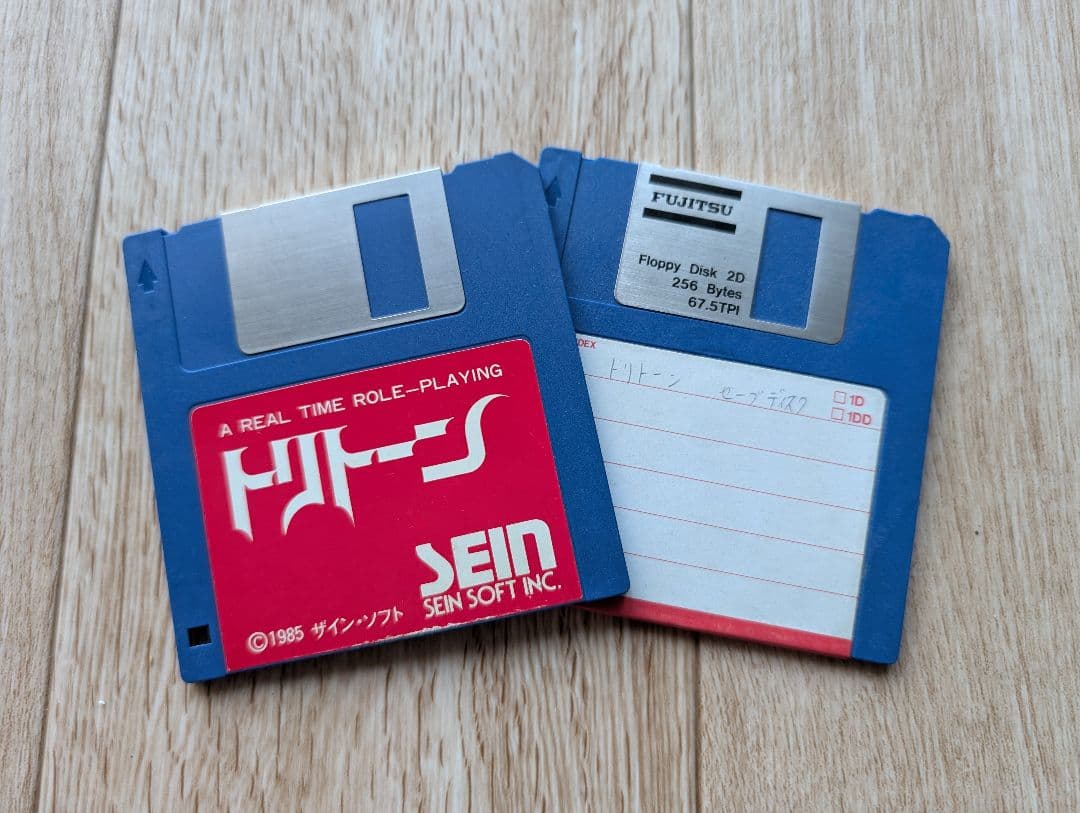 A REAL TIME ROLE-PLAYING
トリトーン
SEIN
SEIN SOFT INC.
©1985 ザイン・ソフト
FUJITSU
Floppy Disk 2D
256 Bytes
67.5TPI
トリトーン セーブディスク
1D
1DD